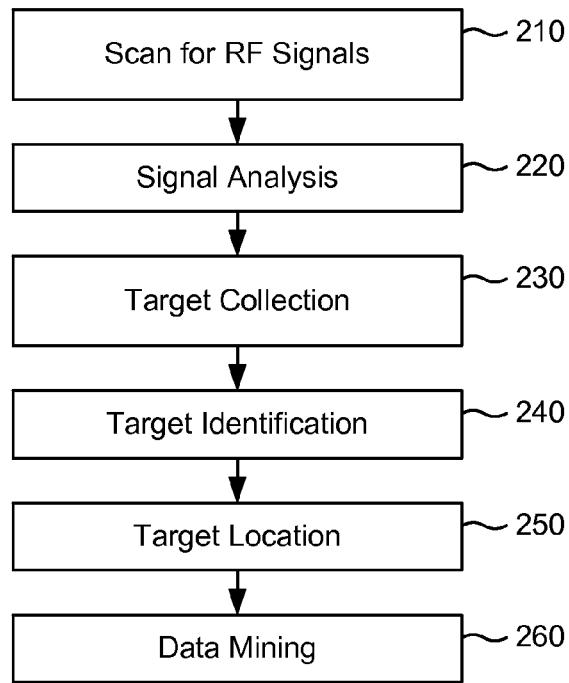 Scan for RF Signals 210
Signal Analysis 220
Target Collection 230
Target Identification 240
Target Location 250
Data Mining 260